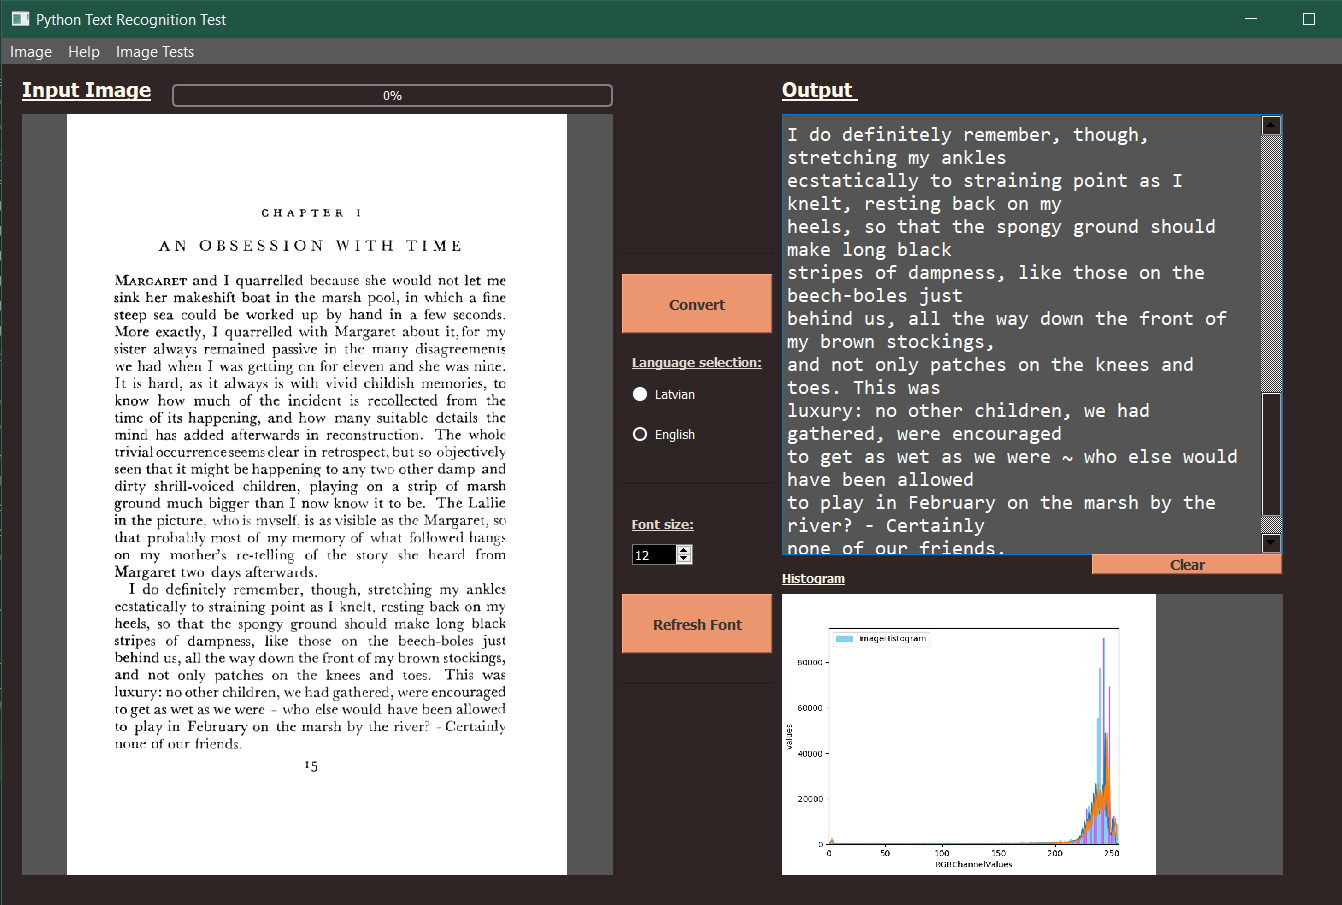 Python Text Recognition Test
Image Help Image Tests
Input Image
0%
CHAPTER I
AN OBSESSION WITH TIME
MARGARET and I quarrelled because she would not let me
sink her makeshift boat in the marsh pool, in which a fine
steep sea could be worked up by hand in a few seconds.
More exactly, I quarrelled with Margaret about it, for my
sister always remained passive in the many disagreements
we had when I was getting on for eleven and she was nine.
It is hard, as it always is with vivid childish memories, to
know how much of the incident is recollected from the
time of its happening, and how many suitable details the
mind has added afterwards in reconstruction. The whole
trivial occurrence seems clear in retrospect, but so objectively
seen that it might be happening to any two other damp and
dirty shrill-voiced children, playing on a strip of marsh
ground much bigger than I now know it to be. The Lallie
in the picture, who is myself, is as visible as the Margaret, so
that probably most of my memory of what followed hangs
on my mother's re-telling of the story she heard from
Margaret two days afterwards.
I do definitely remember, though, stretching my ankles
ecstatically to straining point as I knelt, resting back on my
heels, so that the spongy ground should make long black
stripes of dampness, like those on the beech-boles just
behind us, all the way down the front of my brown stockings,
and not only patches on the knees and toes. This was
luxury: no other children, we had gathered, were encouraged
to get as wet as we were – who else would have been allowed
to play in February on the marsh by the river? - Certainly
none of our friends.
15
Convert
Language selection:
Latvian
English
Font size:
12
Refresh Font
Output
I do definitely remember, though,
stretching my ankles
ecstatically to straining point as I
knelt, resting back on my
heels, so that the spongy ground should
make long black
stripes of dampness, like those on the
beech-boles just
behind us, all the way down the front of
my brown stockings,
and not only patches on the knees and
toes. This was
luxury: no other children, we had
gathered, were encouraged
to get as wet as we were ~ who else would
have been allowed
to play in February on the marsh by the
river? - Certainly
none of our friends.
Clear
Histogram
ImageHistogram
80000
60000
40000
20000
0
Values
0 50 100 150 200 250
RGBChannelValues